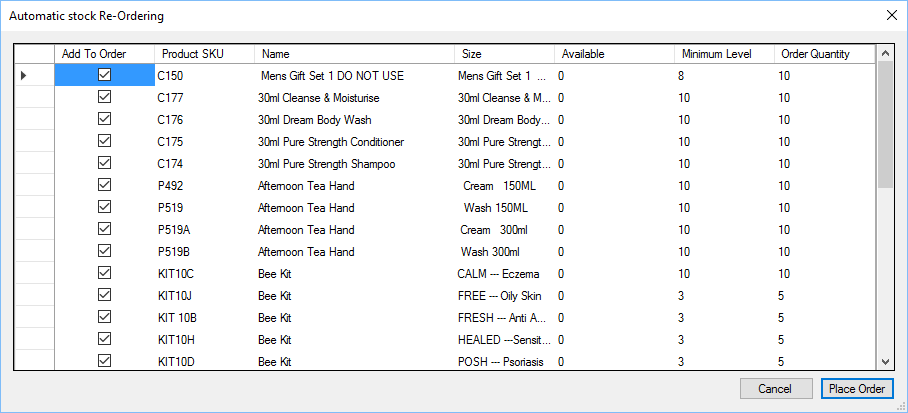 Automatic stock Re-Ordering
Add To Order Product SKU Name Size Available Minimum Level Order Quantity
C150 Mens Gift Set 1 DO NOT USE Mens Gift Set 1 ... 0 8 10
C177 30ml Cleanse & Moisturise 30ml Cleanse & M... 0 10 10
C176 30ml Dream Body Wash 30ml Dream Body... 0 10 10
C175 30ml Pure Strength Conditioner 30ml Pure Strengt... 0 10 10
C174 30ml Pure Strength Shampoo 30ml Pure Strengt... 0 10 10
P492 Afternoon Tea Hand Cream 150ML 0 10 10
P519 Afternoon Tea Hand Wash 150ML 0 10 10
P519A Afternoon Tea Hand Cream 300ml 0 10 10
P519B Afternoon Tea Hand Wash 300ml 0 10 10
KIT10C Bee Kit CALM --- Eczema 0 10 10
KIT10J Bee Kit FREE --- Oily Skin 0 3 5
KIT 10B Bee Kit FRESH --- Anti A... 0 3 5
KIT10H Bee Kit HEALED ---Sensit... 0 3 5
KIT10D Bee Kit POSH --- Psoriasis 0 3 5
Cancel Place Order